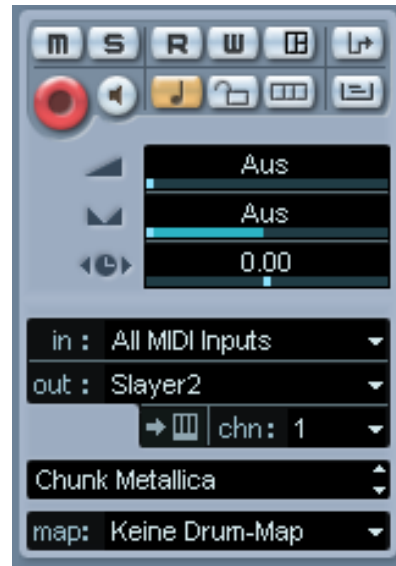 M S R W
Aus
Aus
0.00
in : All MIDI Inputs
out : Slayer2
chn: 1
Chunk Metallica
map: Keine Drum-Map